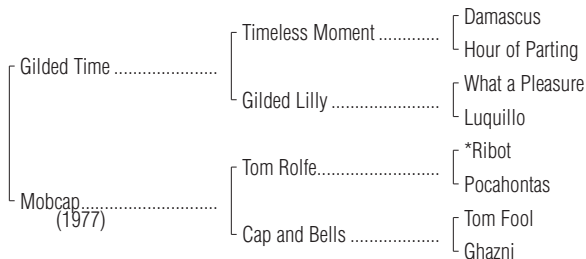 Damascus
Timeless Moment .............
Hour of Parting
Gilded Time ......................
What a Pleasure
Gilded Lilly .......................
Luquillo
*Ribot
Tom Rolfe..........................
Pocahontas
Mobcap.............................
(1977)
Tom Fool
Cap and Bells ...................
Ghazni